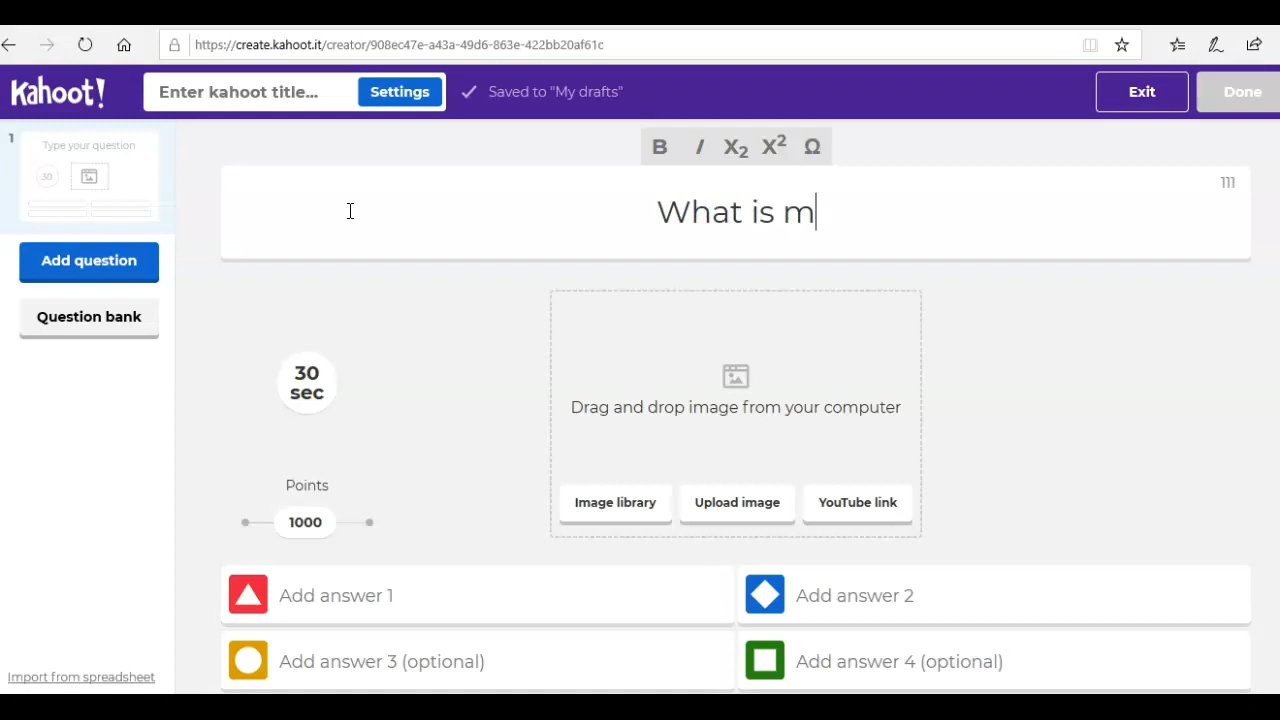 https://create.kahoot.it/creator/908ec47e-a43a-49d6-863e-422bb20af61c
Kahoot!
Enter kahoot title...
Settings
Saved to "My drafts"
Exit
Done
1
Type your question
30
Add question
Question bank
B I X2 X2 Ω
111
What is m
30
sec
Points
1000
Drag and drop image from your computer
Image library
Upload image
YouTube link
Add answer 1
Add answer 2
Add answer 3 (optional)
Add answer 4 (optional)
Import from spreadsheet